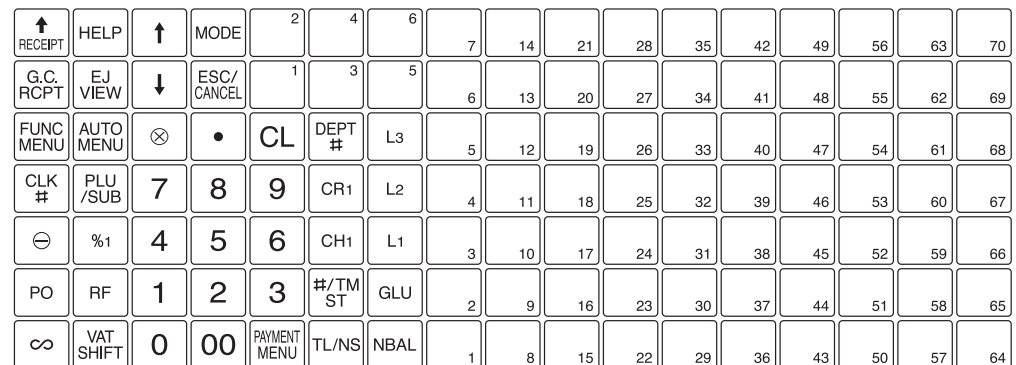 ↑ HELP ↑ MODE 2 4 6 7 14 21 28 35 42 49 56 63 70
RECEIPT
G.C. EJ ↓ ESC/ 1 3 5 6 13 20 27 34 41 48 55 62 69
RCPT VIEW CANCEL
FUNC AUTO ⊗ • CL DEPT L3 5 12 19 26 33 40 47 54 61 68
MENU MENU #
CLK PLU 7 8 9 CR1 L2 4 11 18 25 32 39 46 53 60 67
# /SUB
⊖ %1 4 5 6 CH1 L1 3 10 17 24 31 38 45 52 59 66
PO RF 1 2 3 #/TM GLU 2 9 16 23 30 37 44 51 58 65
ST
∞ VAT 0 00 PAYMENT TL/NS NBAL 1 8 15 22 29 36 43 50 57 64
SHIFT MENU